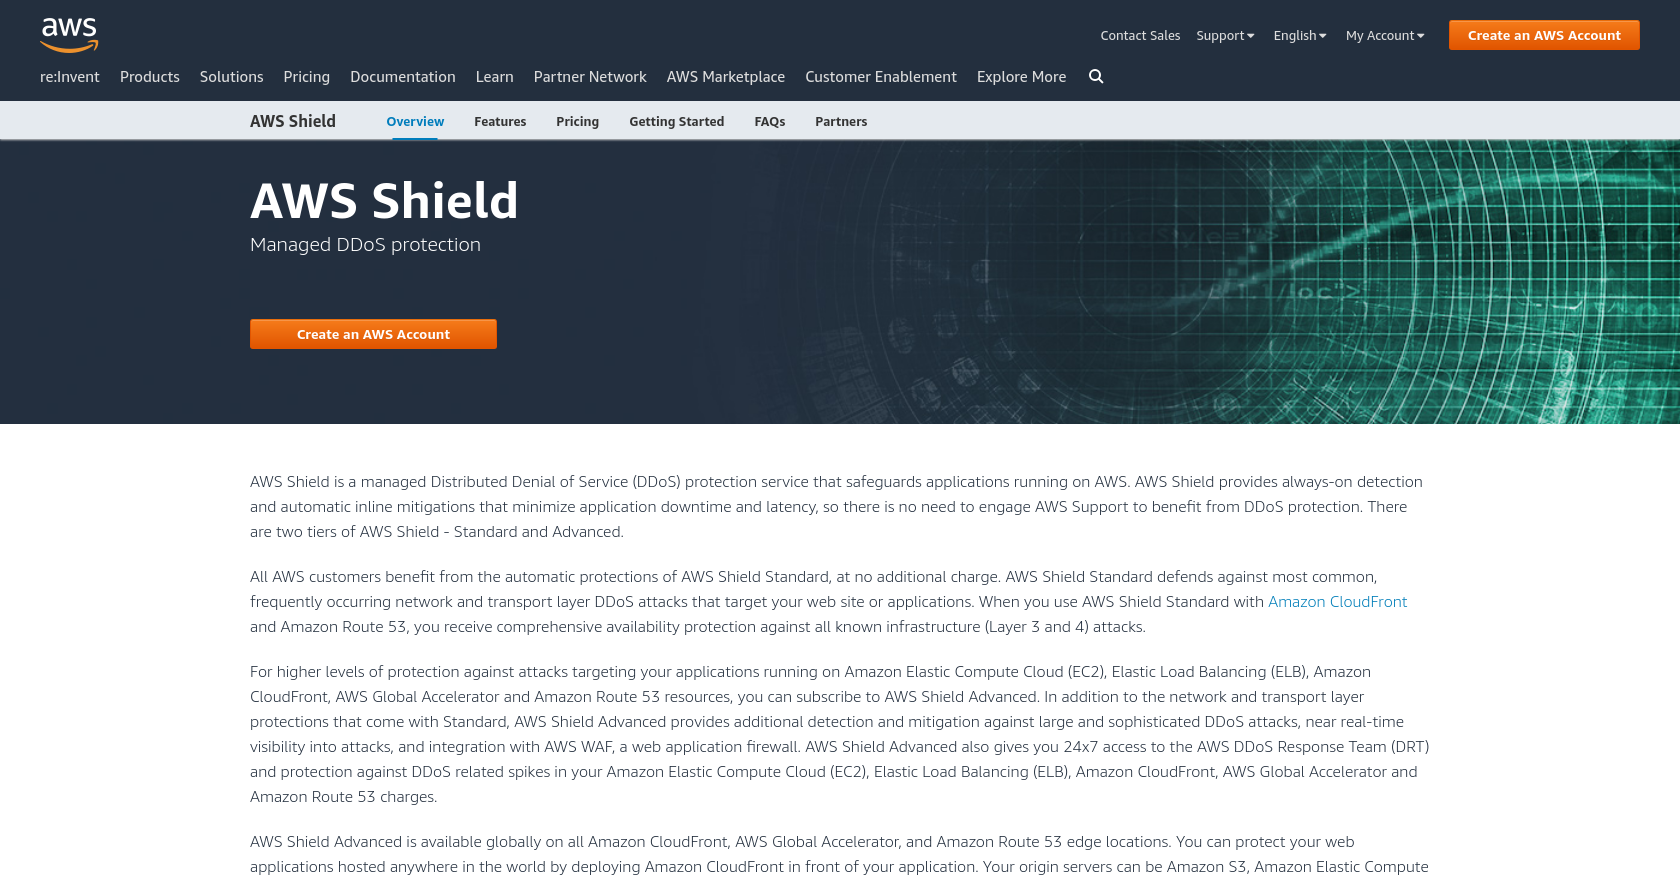 aws
Contact Sales Support English My Account Create an AWS Account
re:Invent Products Solutions Pricing Documentation Learn Partner Network AWS Marketplace Customer Enablement Explore More
AWS Shield Overview Features Pricing Getting Started FAQs Partners
AWS Shield
Managed DDoS protection
Create an AWS Account
AWS Shield is a managed Distributed Denial of Service (DDoS) protection service that safeguards applications running on AWS. AWS Shield provides always-on detection
and automatic inline mitigations that minimize application downtime and latency, so there is no need to engage AWS Support to benefit from DDoS protection. There
are two tiers of AWS Shield - Standard and Advanced.
All AWS customers benefit from the automatic protections of AWS Shield Standard, at no additional charge. AWS Shield Standard defends against most common,
frequently occurring network and transport layer DDoS attacks that target your web site or applications. When you use AWS Shield Standard with Amazon CloudFront
and Amazon Route 53, you receive comprehensive availability protection against all known infrastructure (Layer 3 and 4) attacks.
For higher levels of protection against attacks targeting your applications running on Amazon Elastic Compute Cloud (EC2), Elastic Load Balancing (ELB), Amazon
CloudFront, AWS Global Accelerator and Amazon Route 53 resources, you can subscribe to AWS Shield Advanced. In addition to the network and transport layer
protections that come with Standard, AWS Shield Advanced provides additional detection and mitigation against large and sophisticated DDoS attacks, near real-time
visibility into attacks, and integration with AWS WAF, a web application firewall. AWS Shield Advanced also gives you 24x7 access to the AWS DDoS Response Team (DRT)
and protection against DDoS related spikes in your Amazon Elastic Compute Cloud (EC2), Elastic Load Balancing (ELB), Amazon CloudFront, AWS Global Accelerator and
Amazon Route 53 charges.
AWS Shield Advanced is available globally on all Amazon CloudFront, AWS Global Accelerator, and Amazon Route 53 edge locations. You can protect your web
applications hosted anywhere in the world by deploying Amazon CloudFront in front of your application. Your origin servers can be Amazon S3, Amazon Elastic Compute